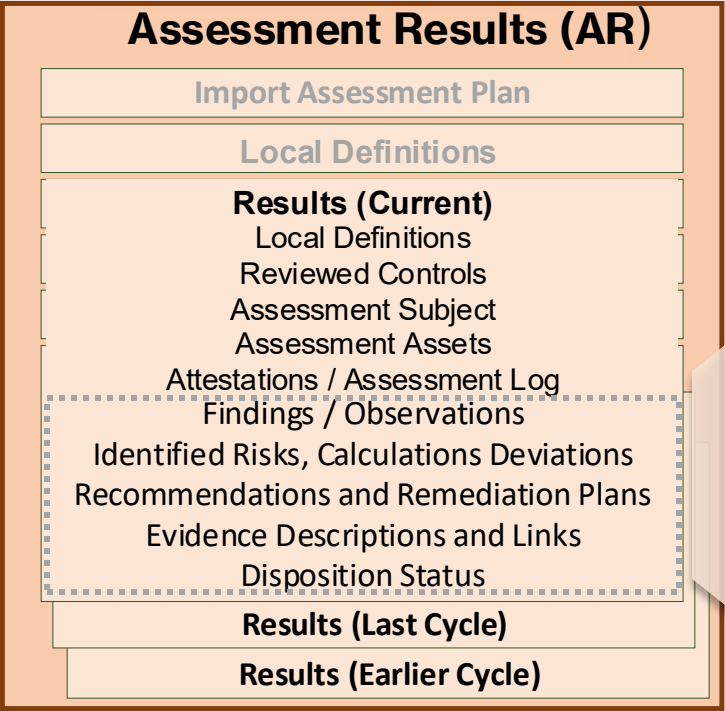 Assessment Results (AR)
Import Assessment Plan
Local Definitions
Results (Current)
Local Definitions
Reviewed Controls
Assessment Subject
Assessment Assets
Attestations / Assessment Log
Findings / Observations
Identified Risks, Calculations Deviations
Recommendations and Remediation Plans
Evidence Descriptions and Links
Disposition Status
Results (Last Cycle)
Results (Earlier Cycle)